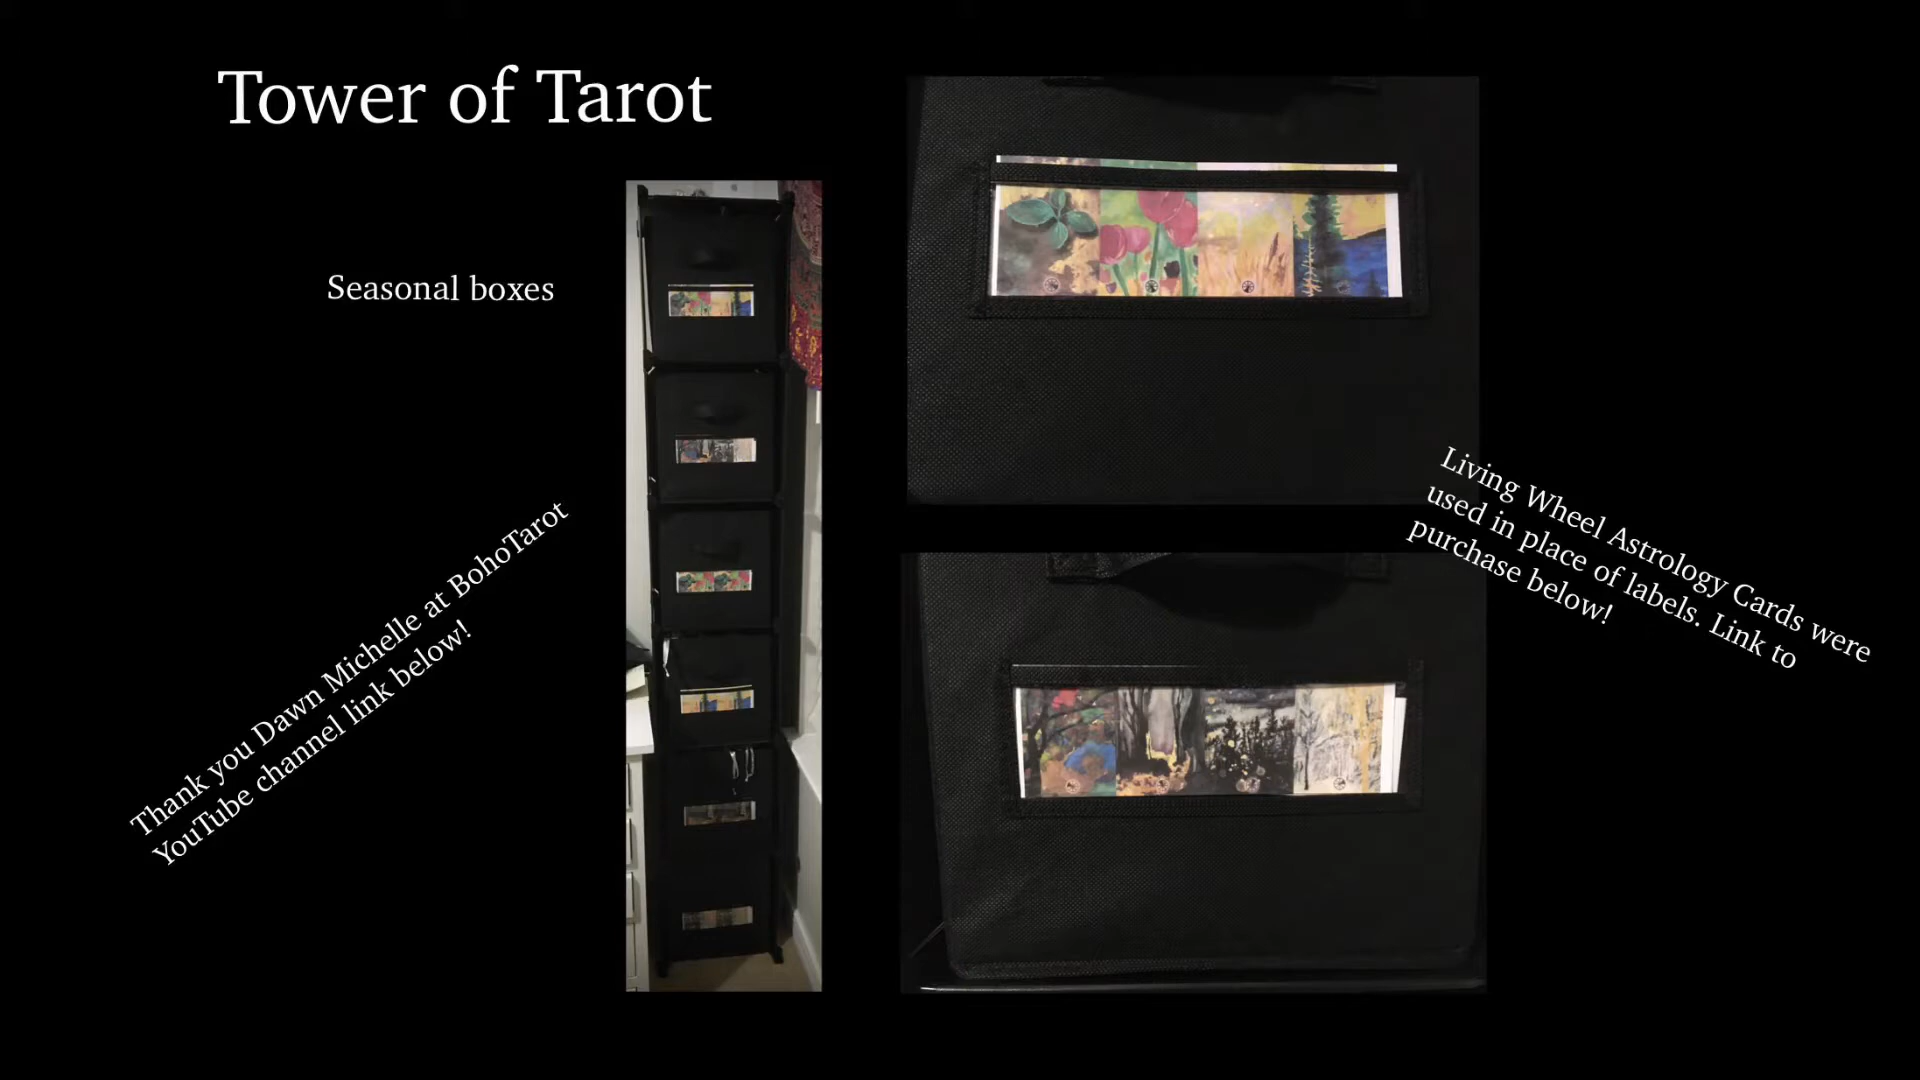 Tower of Tarot
Seasonal boxes
Thank you Dawn Michelle at BohoTarot
YouTube channel link below!
Living Wheel Astrology Cards were
used in place of labels. Link to
purchase below!